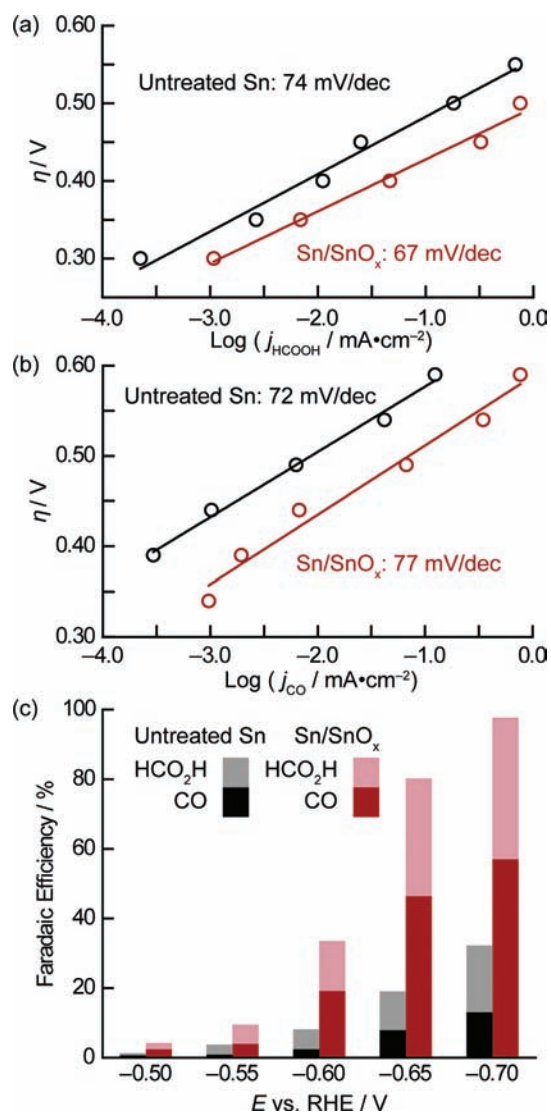 (a)
0.60
Untreated Sn: 74 mV/dec
0.50
η / V
0.40
0.30
Sn/SnOₓ: 67 mV/dec
–4.0 –3.0 –2.0 –1.0 0.0
Log ( j_HCOOH / mA•cm⁻²)
(b)
0.60
Untreated Sn: 72 mV/dec
0.50
η / V
0.40
Sn/SnOₓ: 77 mV/dec
0.30
–4.0 –3.0 –2.0 –1.0 0.0
Log ( j_CO / mA•cm⁻²)
(c)
100
Untreated Sn Sn/SnOₓ
HCO₂H HCO₂H
80
CO CO
60
Faradaic Efficiency / %
40
20
0
–0.50 –0.55 –0.60 –0.65 –0.70
E vs. RHE / V